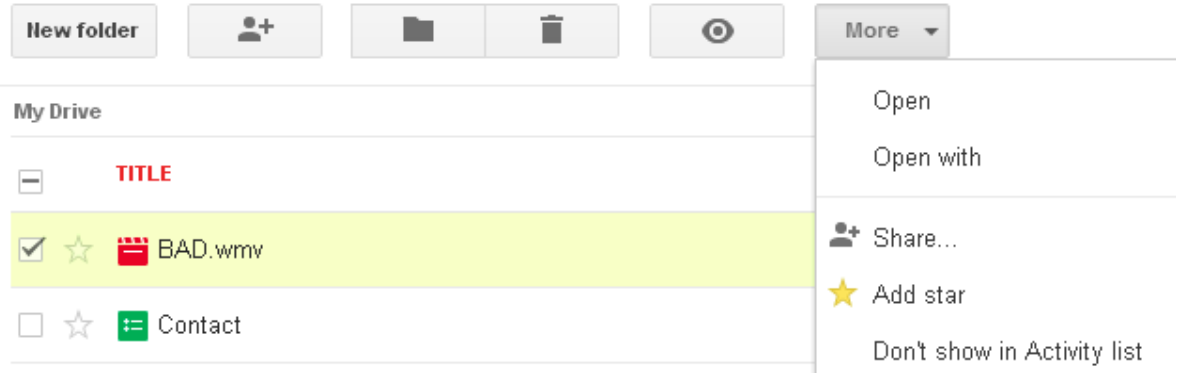 New folder
More
My Drive
TITLE
BAD.wmv
Contact
Open
Open with
Share...
Add star
Don't show in Activity list